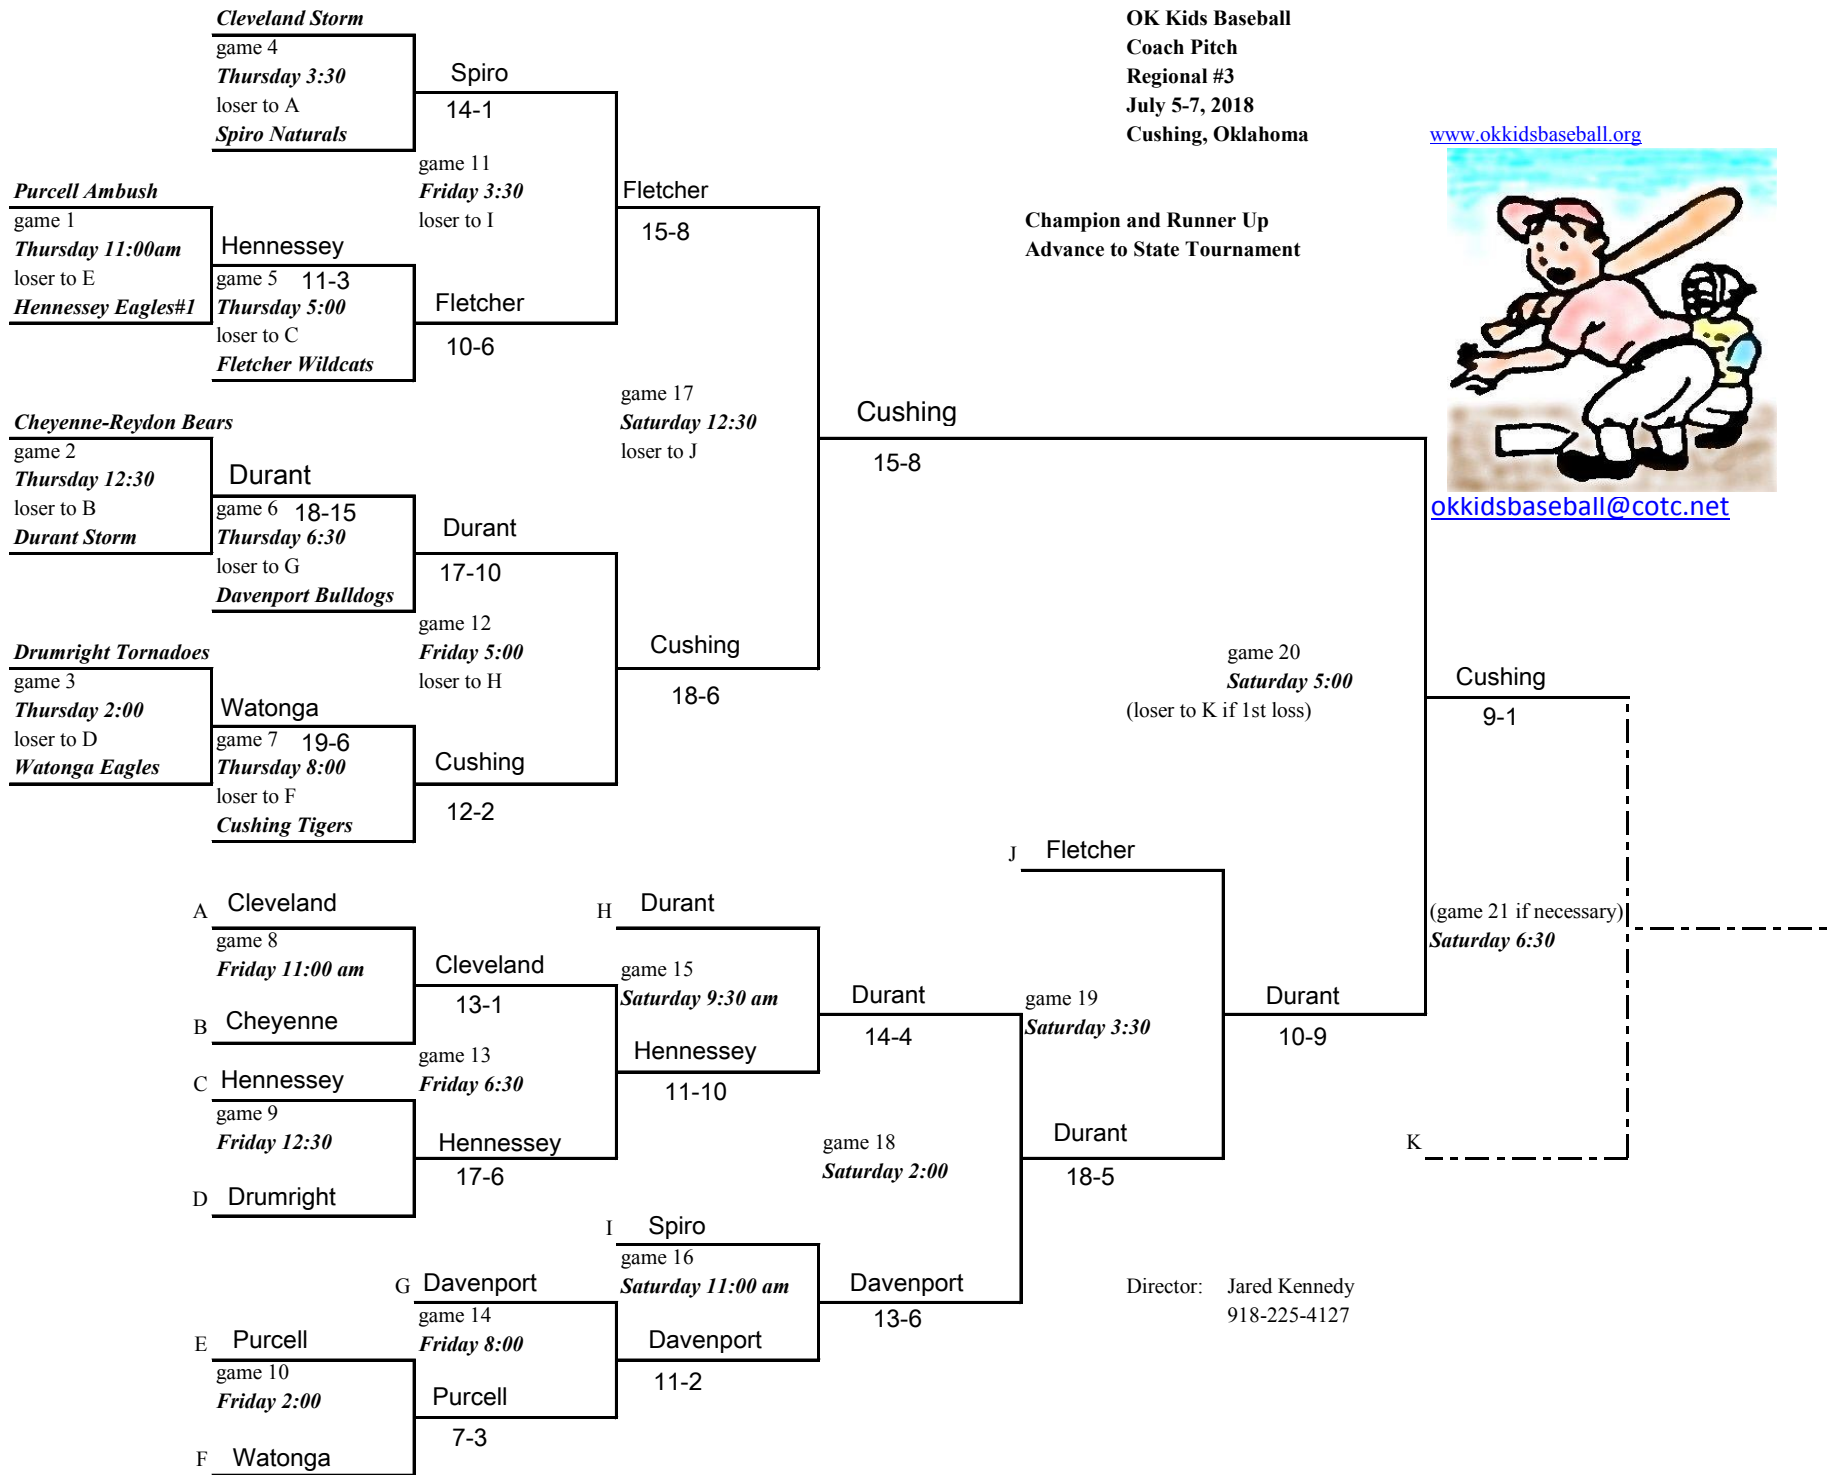 Cleveland Storm
game 4
Thursday 3:30
loser to A
Spiro Naturals
Spiro
14-1
game 11
Friday 3:30
loser to I
Purcell Ambush
game 1
Thursday 11:00am
loser to E
Hennessey Eagles#1
Hennessey
game 5 11-3
Thursday 5:00
loser to C
Fletcher Wildcats
Fletcher
10-6
Fletcher
15-8
game 17
Saturday 12:30
loser to J
Cheyenne-Reydon Bears
game 2
Thursday 12:30
loser to B
Durant Storm
Durant
game 6 18-15
Thursday 6:30
loser to G
Davenport Bulldogs
Durant
17-10
game 12
Friday 5:00
loser to H
Drumright Tornadoes
game 3
Thursday 2:00
loser to D
Watonga Eagles
Watonga
game 7 19-6
Thursday 8:00
loser to F
Cushing Tigers
Cushing
12-2
Cushing
18-6
Cushing
15-8
OK Kids Baseball
Coach Pitch
Regional #3
July 5-7, 2018
Cushing, Oklahoma
www.okkidsbaseball.org
Champion and Runner Up
Advance to State Tournament
okkidsbaseball@cotc.net
game 20
Saturday 5:00
(loser to K if 1st loss)
Cushing
9-1
(game 21 if necessary)
Saturday 6:30
K
A Cleveland
game 8
Friday 11:00 am
B Cheyenne
Cleveland
13-1
game 13
Friday 6:30
C Hennessey
game 9
Friday 12:30
D Drumright
Hennessey
17-6
H Durant
game 15
Saturday 9:30 am
Hennessey
11-10
Durant
14-4
game 18
Saturday 2:00
J Fletcher
game 19
Saturday 3:30
Durant
18-5
Durant
10-9
I Spiro
game 16
Saturday 11:00 am
Davenport
11-2
Davenport
13-6
G Davenport
game 14
Friday 8:00
E Purcell
game 10
Friday 2:00
F Watonga
Purcell
7-3
Director: Jared Kennedy
918-225-4127